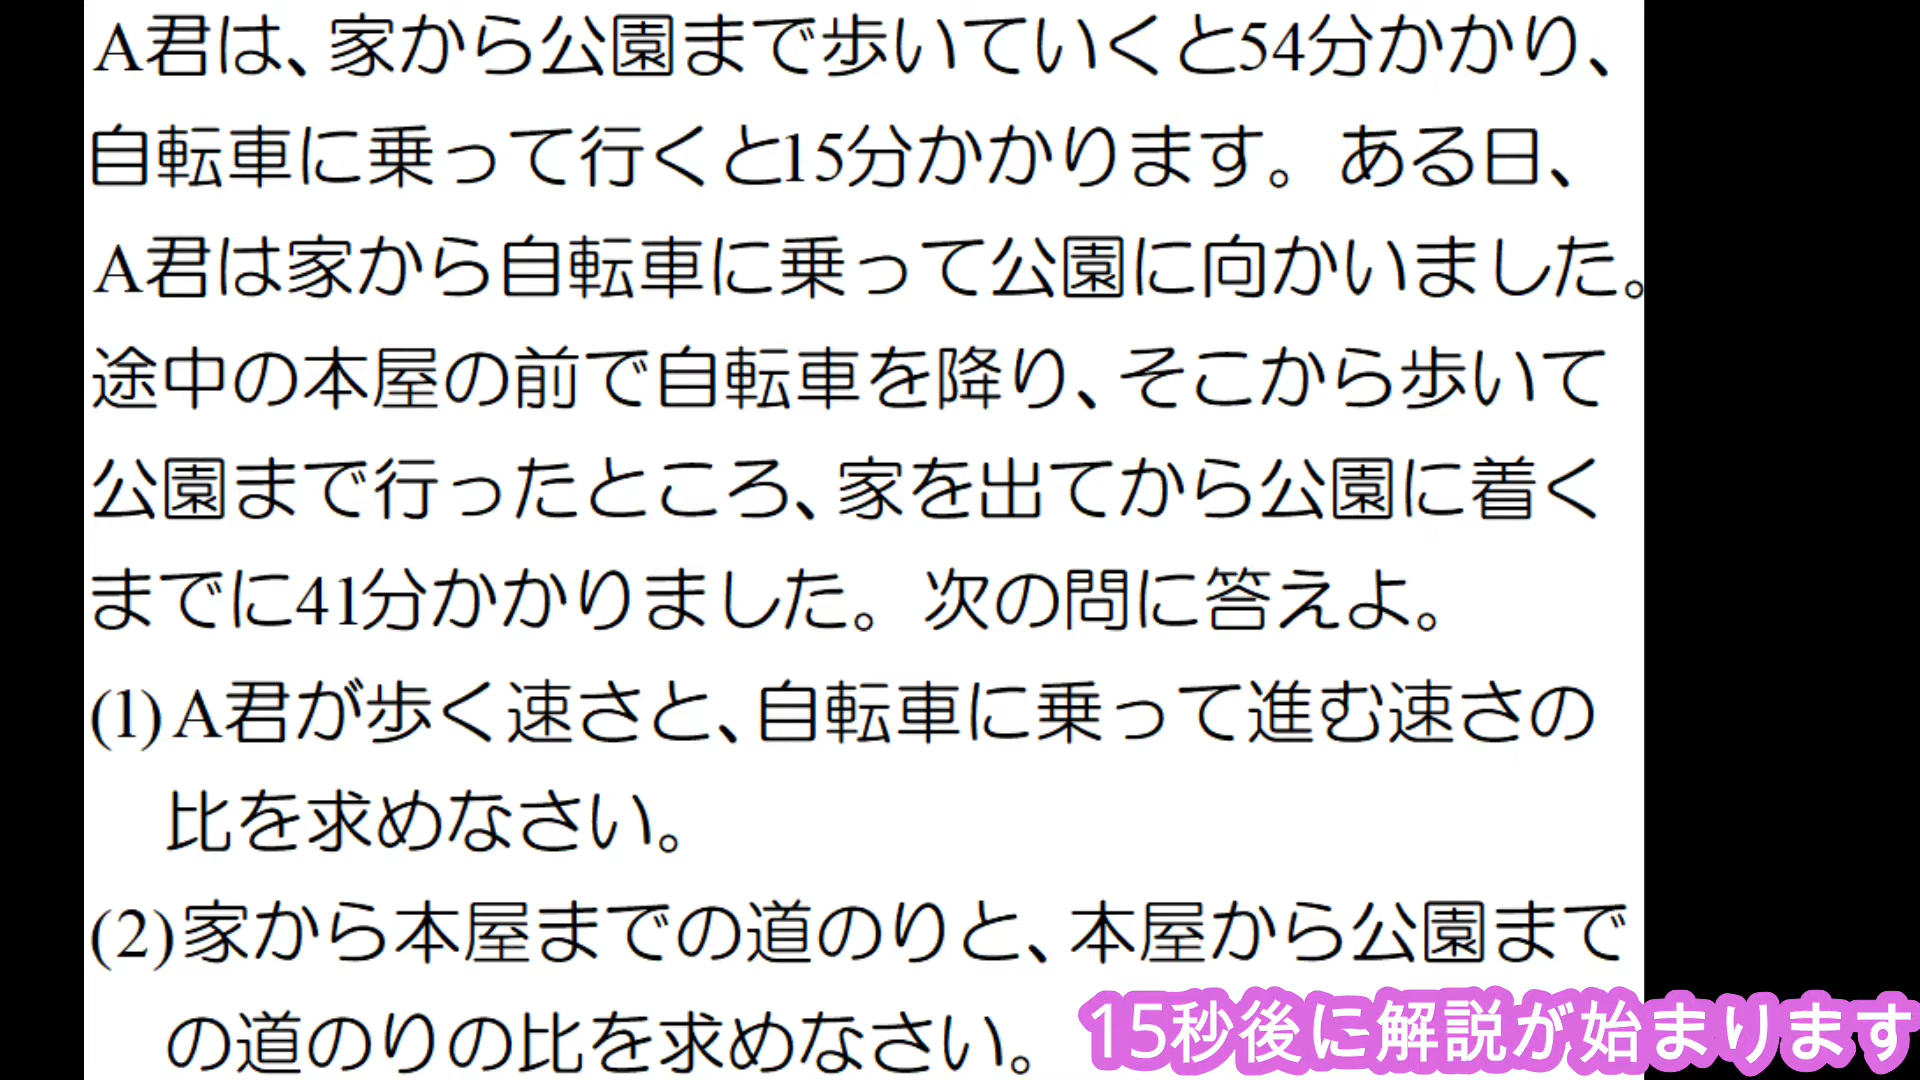 A君は、家から公園まで歩いていくと54分かかり、
自転車に乗って行くと15分かかります。ある日、
A君は家から自転車に乗って公園に向かいました。
途中の本屋の前で自転車を降り、そこから歩いて
公園まで行ったところ、家を出てから公園に着く
までに41分かかりました。次の問に答えよ。
(1)A君が歩く速さと、自転車に乗って進む速さの
比を求めなさい。
(2)家から本屋までの道のりと、本屋から公園まで
の道のりの比を求めなさい。
15秒後に解説が始まります